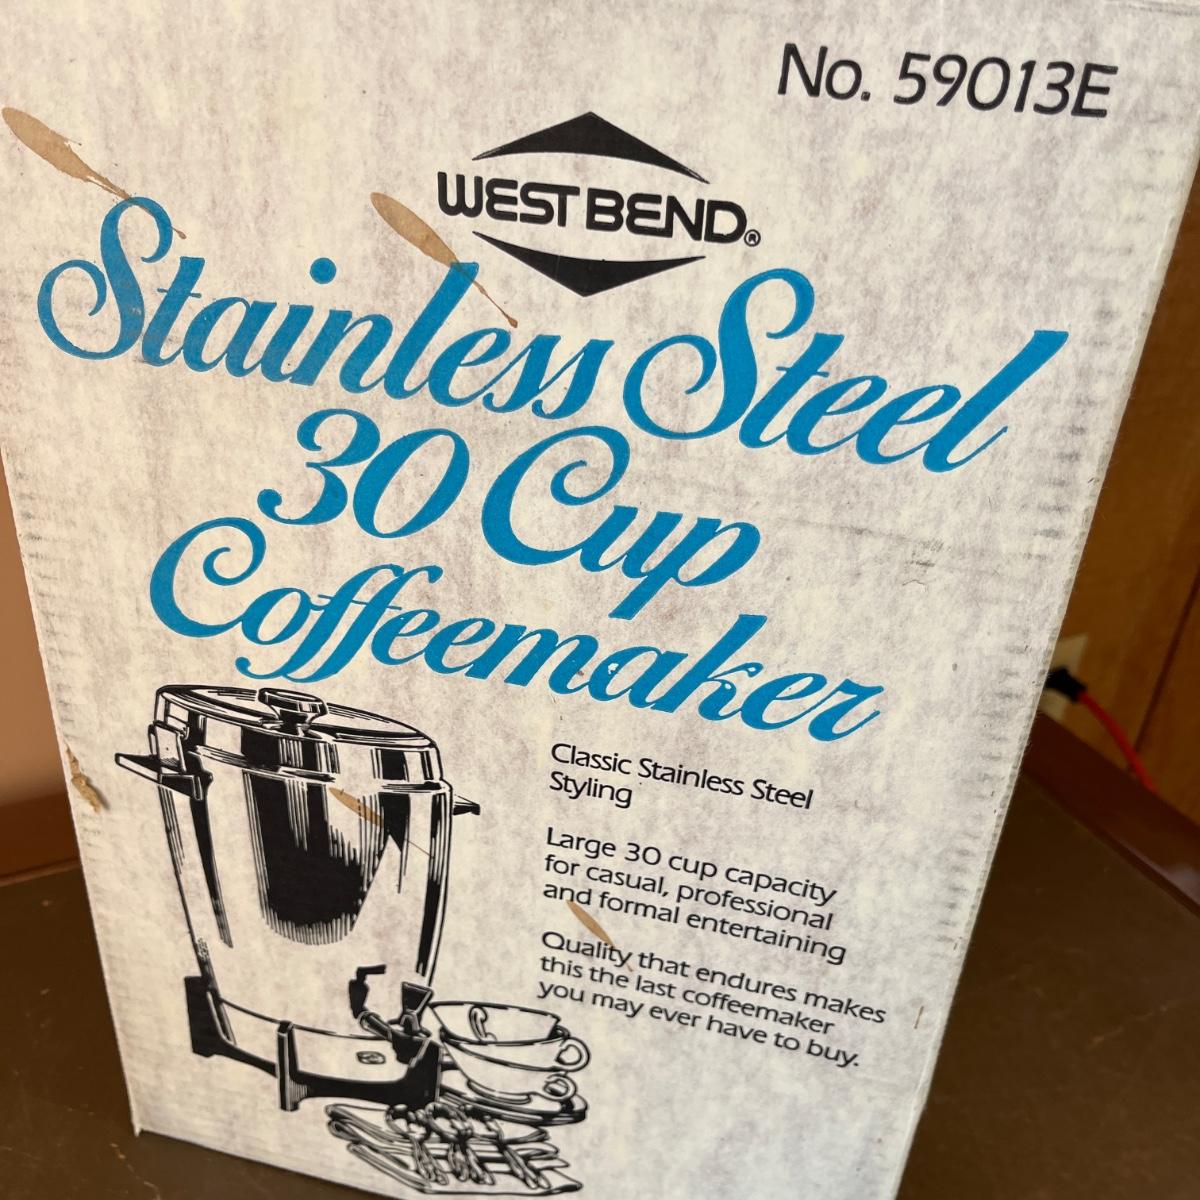 No. 59013E
WEST BEND®
Stainless Steel
30 Cup
Coffeemaker
Classic Stainless Steel
Styling
Large 30 cup capacity
for casual, professional
and formal entertaining
Quality that endures makes
this the last coffeemaker
you may ever have to buy.